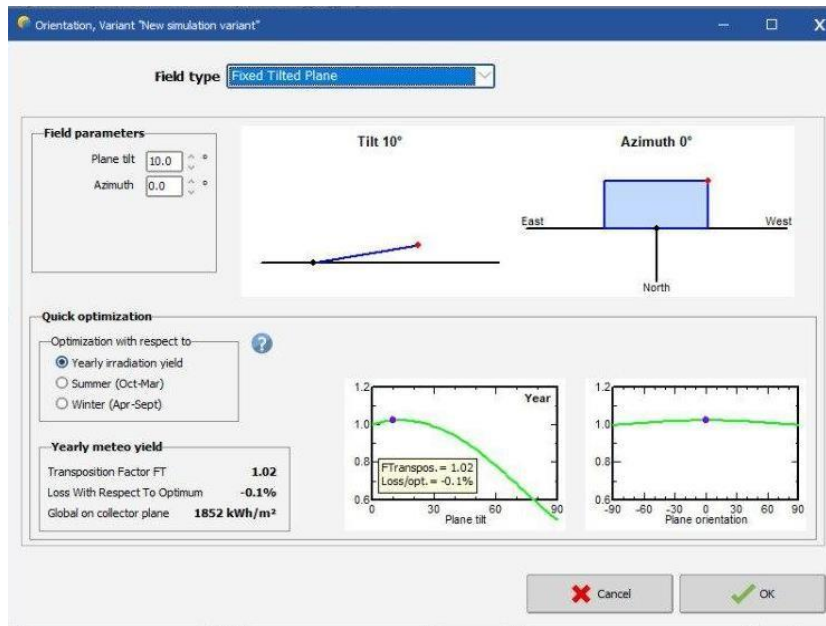 Orientation, Variant "New simulation variant"
Field type Fixed Tilted Plane
Field parameters
Plane tilt 10.0 °
Azimuth 0.0 °
Tilt 10°
Azimuth 0°
East
West
North
Quick optimization
Optimization with respect to
Yearly irradiation yield
Summer (Oct-Mar)
Winter (Apr-Sept)
?
Yearly meteo yield
Transposition Factor FT 1.02
Loss With Respect To Optimum -0.1%
Global on collector plane 1852 kWh/m²
Year
1.2
1.0
0.8
0.6
FTranspos.= 1.02
Loss/opt.= -0.1%
0 30 60 90
Plane tilt
1.2
1.0
0.8
0.6
-90 -60 -30 0 30 60 90
Plane orientation
Cancel
OK